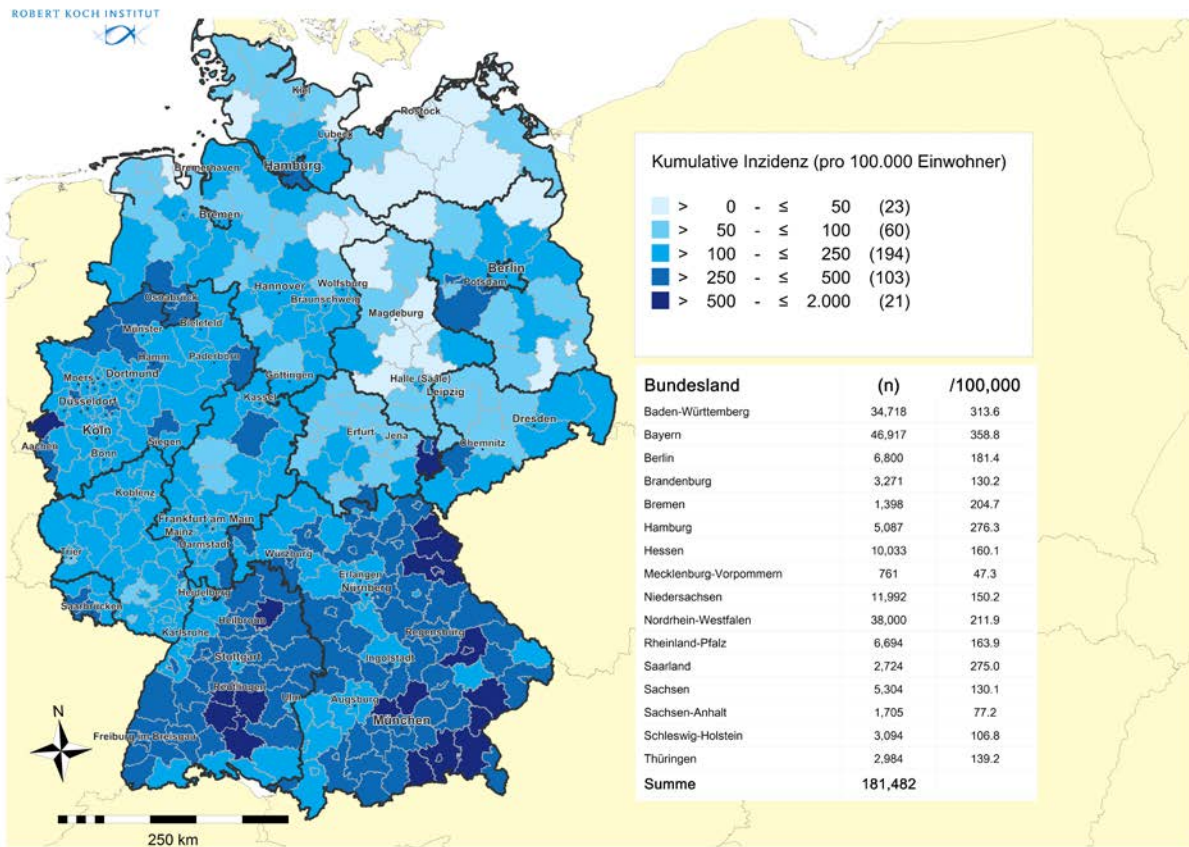 ROBERT KOCH INSTITUT
Kiel
Rostock
Lübeck
Hamburg
Bremerhaven
Bremen
Berlin
Potsdam
Wolfsburg
Hannover
Braunschweig
Osnabrück
Magdeburg
Bielefeld
Münster
Hamm
Paderborn
Göttingen
Halle (Saale)
Leipzig
Moers
Dortmund
Düsseldorf
Kassel
Dresden
Köln
Erfurt
Jena
Chemnitz
Aachen
Siegen
Bonn
Koblenz
Frankfurt am Main
Mainz
Darmstadt
Trier
Würzburg
Erlangen
Nürnberg
Heidelberg
Saarbrücken
Heilbronn
Karlsruhe
Regensburg
Stuttgart
Ingolstadt
Reutlingen
Ulm
Augsburg
München
Freiburg im Breisgau
N
250 km
Kumulative Inzidenz (pro 100.000 Einwohner)
> 0 - ≤ 50 (23)
> 50 - ≤ 100 (60)
> 100 - ≤ 250 (194)
> 250 - ≤ 500 (103)
> 500 - ≤ 2.000 (21)
Bundesland (n) /100,000
Baden-Württemberg 34,718 313.6
Bayern 46,917 358.8
Berlin 6,800 181.4
Brandenburg 3,271 130.2
Bremen 1,398 204.7
Hamburg 5,087 276.3
Hessen 10,033 160.1
Mecklenburg-Vorpommern 761 47.3
Niedersachsen 11,992 150.2
Nordrhein-Westfalen 38,000 211.9
Rheinland-Pfalz 6,694 163.9
Saarland 2,724 275.0
Sachsen 5,304 130.1
Sachsen-Anhalt 1,705 77.2
Schleswig-Holstein 3,094 106.8
Thüringen 2,984 139.2
Summe 181,482